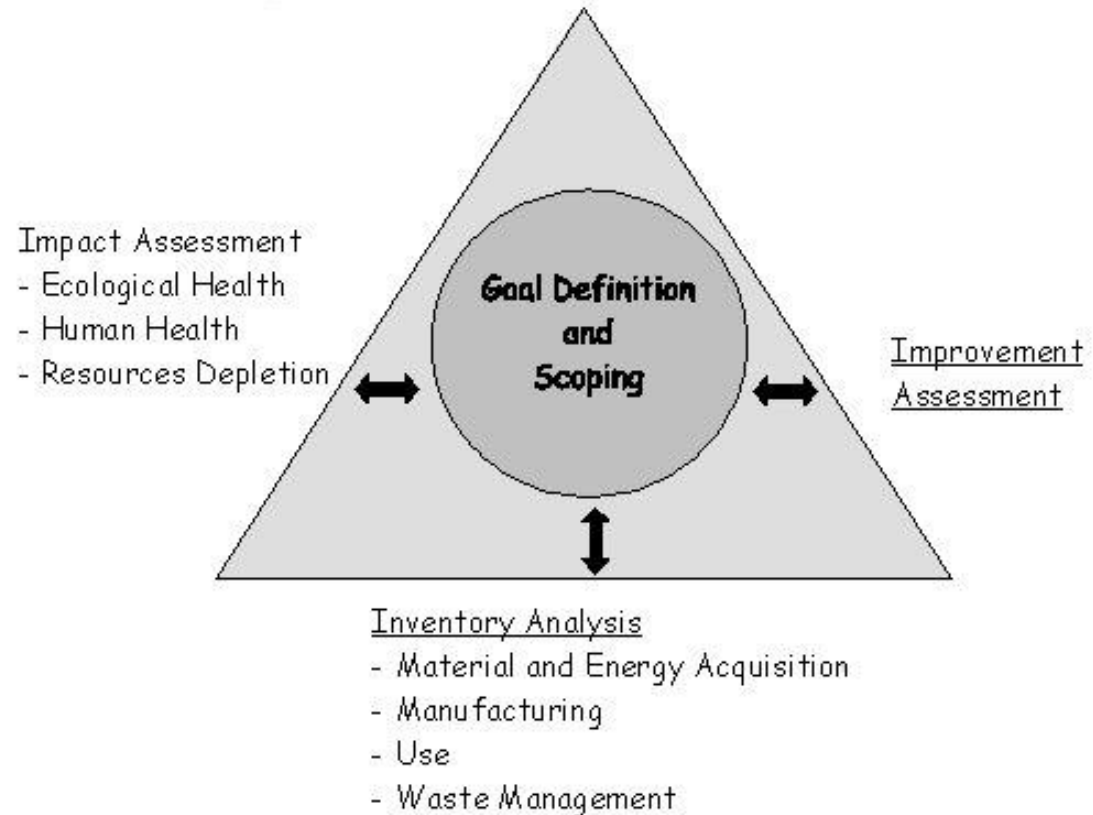 Impact Assessment
- Ecological Health
- Human Health
- Resources Depletion
Goal Definition
and
Scoping
Improvement
Assessment
Inventory Analysis
- Material and Energy Acquisition
- Manufacturing
- Use
- Waste Management